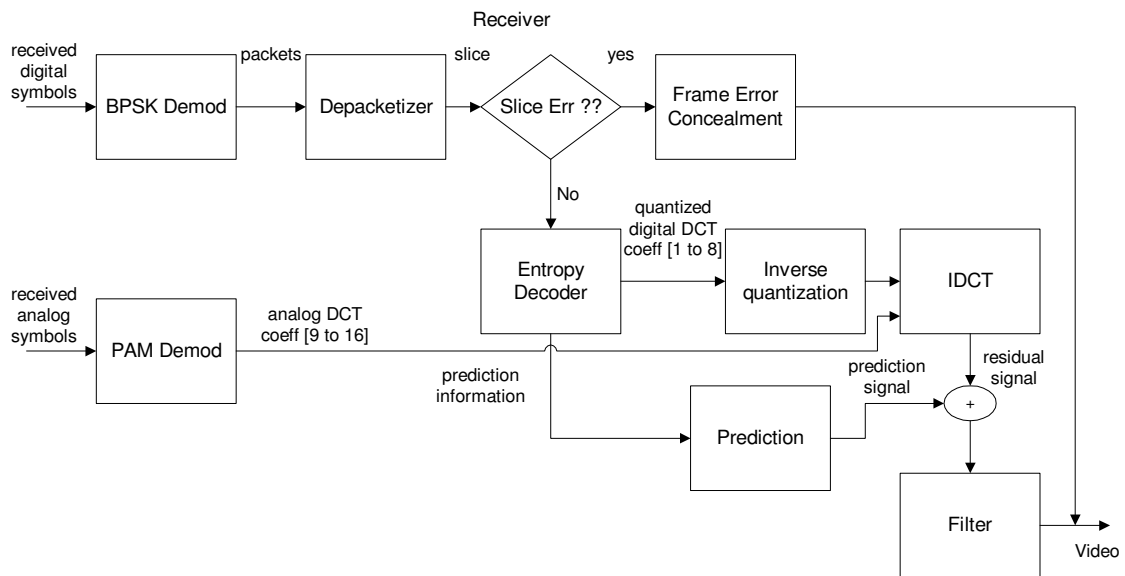 Receiver
received
digital
symbols
BPSK Demod
packets
Depacketizer
slice
Slice Err ??
yes
Frame Error
Concealment
No
Entropy
Decoder
quantized
digital DCT
coeff [1 to 8]
Inverse
quantization
IDCT
received
analog
symbols
PAM Demod
analog DCT
coeff [9 to 16]
prediction
information
Prediction
prediction
signal
residual
signal
+
Filter
Video